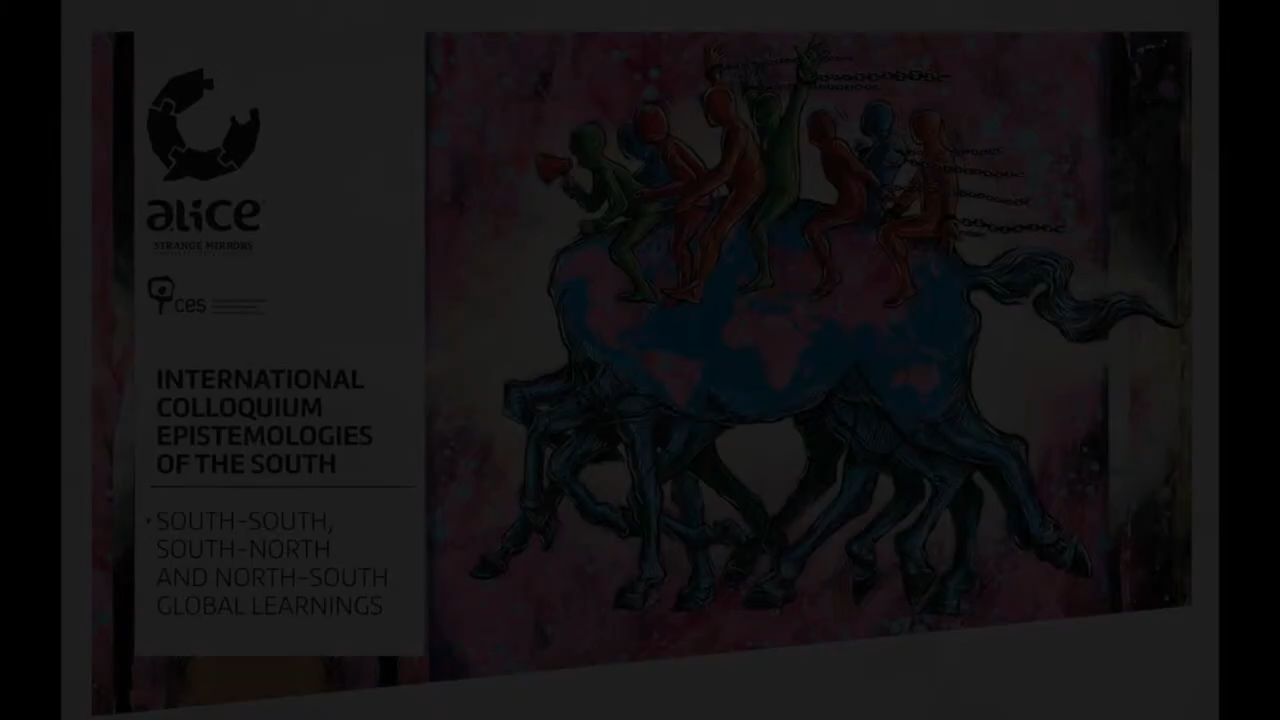 alice
STRANGE MIRRORS
ces
INTERNATIONAL
COLLOQUIUM
EPISTEMOLOGIES
OF THE SOUTH
SOUTH-SOUTH,
SOUTH-NORTH
AND NORTH-SOUTH
GLOBAL LEARNINGS